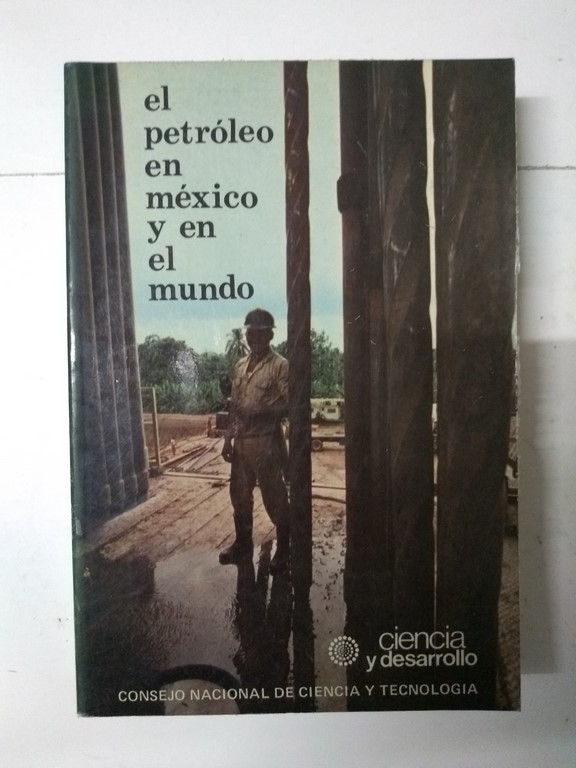 el
petróleo
en
méxico
y en
el
mundo
ciencia
y desarrollo
CONSEJO NACIONAL DE CIENCIA Y TECNOLOGIA